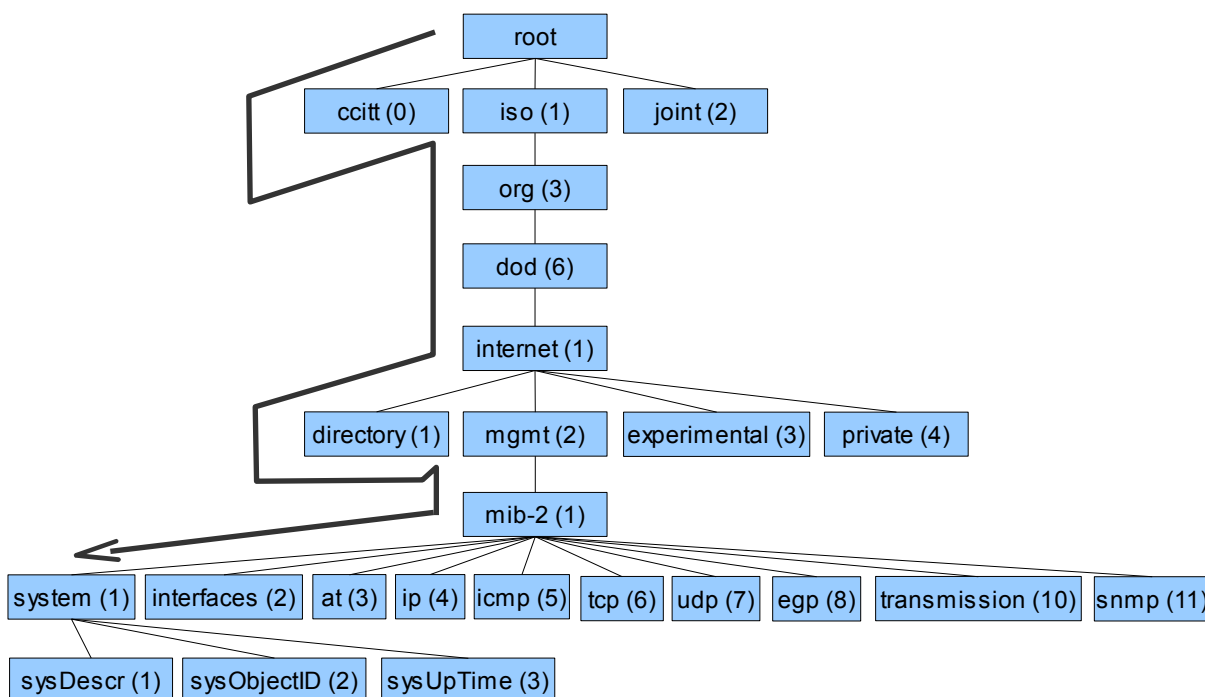 root
ccitt (0) iso (1) joint (2)
org (3)
dod (6)
internet (1)
directory (1) mgmt (2) experimental (3) private (4)
mib-2 (1)
system (1) interfaces (2) at (3) ip (4) icmp (5) tcp (6) udp (7) egp (8) transmission (10) snmp (11)
sysDescr (1) sysObjectID (2) sysUpTime (3)